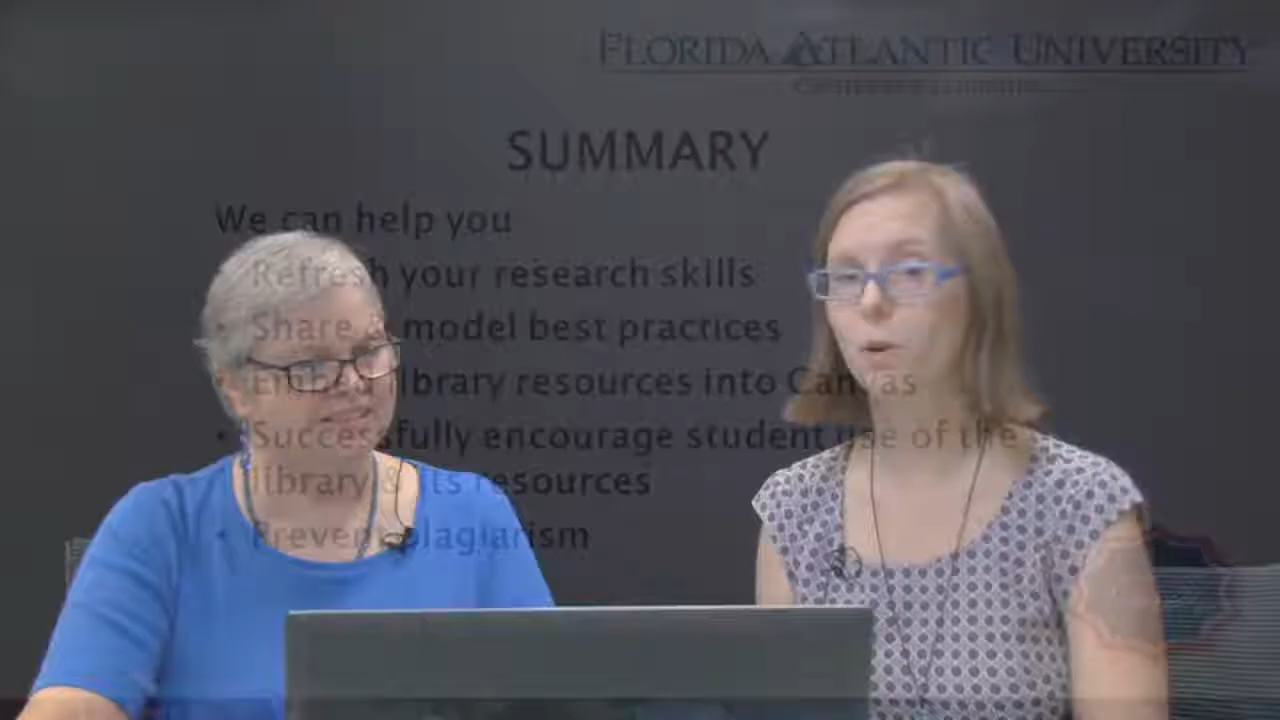 FLORIDA ATLANTIC UNIVERSITY
SUMMARY
We can help you
• Refresh your research skills
• Share & model best practices
• Embed library resources into Canvas
• Successfully encourage student use of the
library & its resources
• Prevent plagiarism